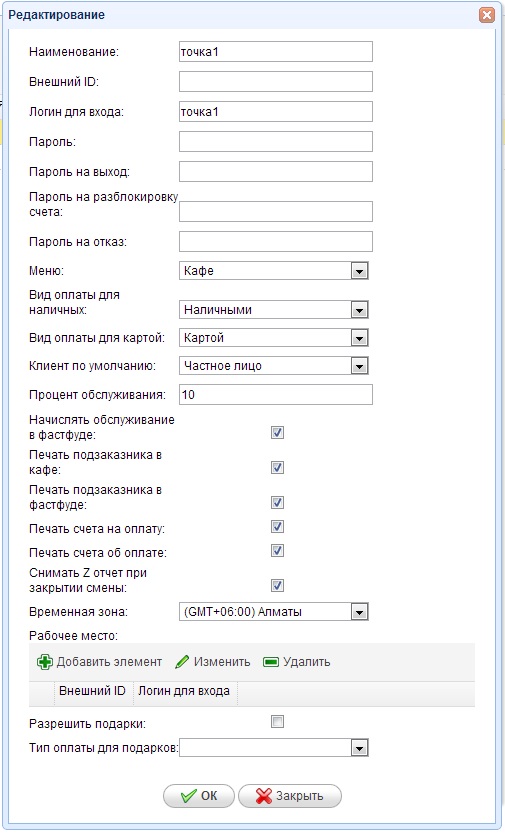 Редактирование
Наименование: точка1
Внешний ID:
Логин для входа: точка1
Пароль:
Пароль на выход:
Пароль на разблокировку
счета:
Пароль на отказ:
Меню: Кафе
Вид оплаты для
наличных: Наличными
Вид оплаты для картой: Картой
Клиент по умолчанию: Частное лицо
Процент обслуживания: 10
Начислять обслуживание
в фастфуде:
Печать подзаказника в
кафе:
Печать подзаказника в
фастфуде:
Печать счета на оплату:
Печать счета об оплате:
Снимать Z отчет при
закрытии смены:
Временная зона: (GMT+06:00) Алматы
Рабочее место:
Добавить элемент Изменить Удалить
Внешний ID Логин для входа
Разрешить подарки:
Тип оплаты для подарков:
ОК Закрыть